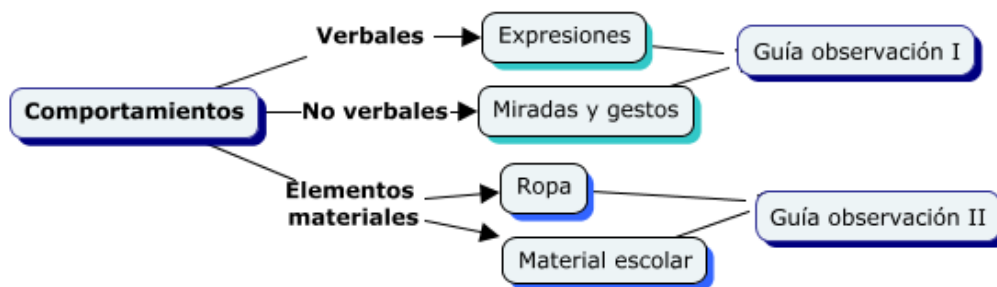 Verbales
Expresiones
Guía observación I
Comportamientos
No verbales
Miradas y gestos
Elementos
materiales
Ropa
Material escolar
Guía observación II